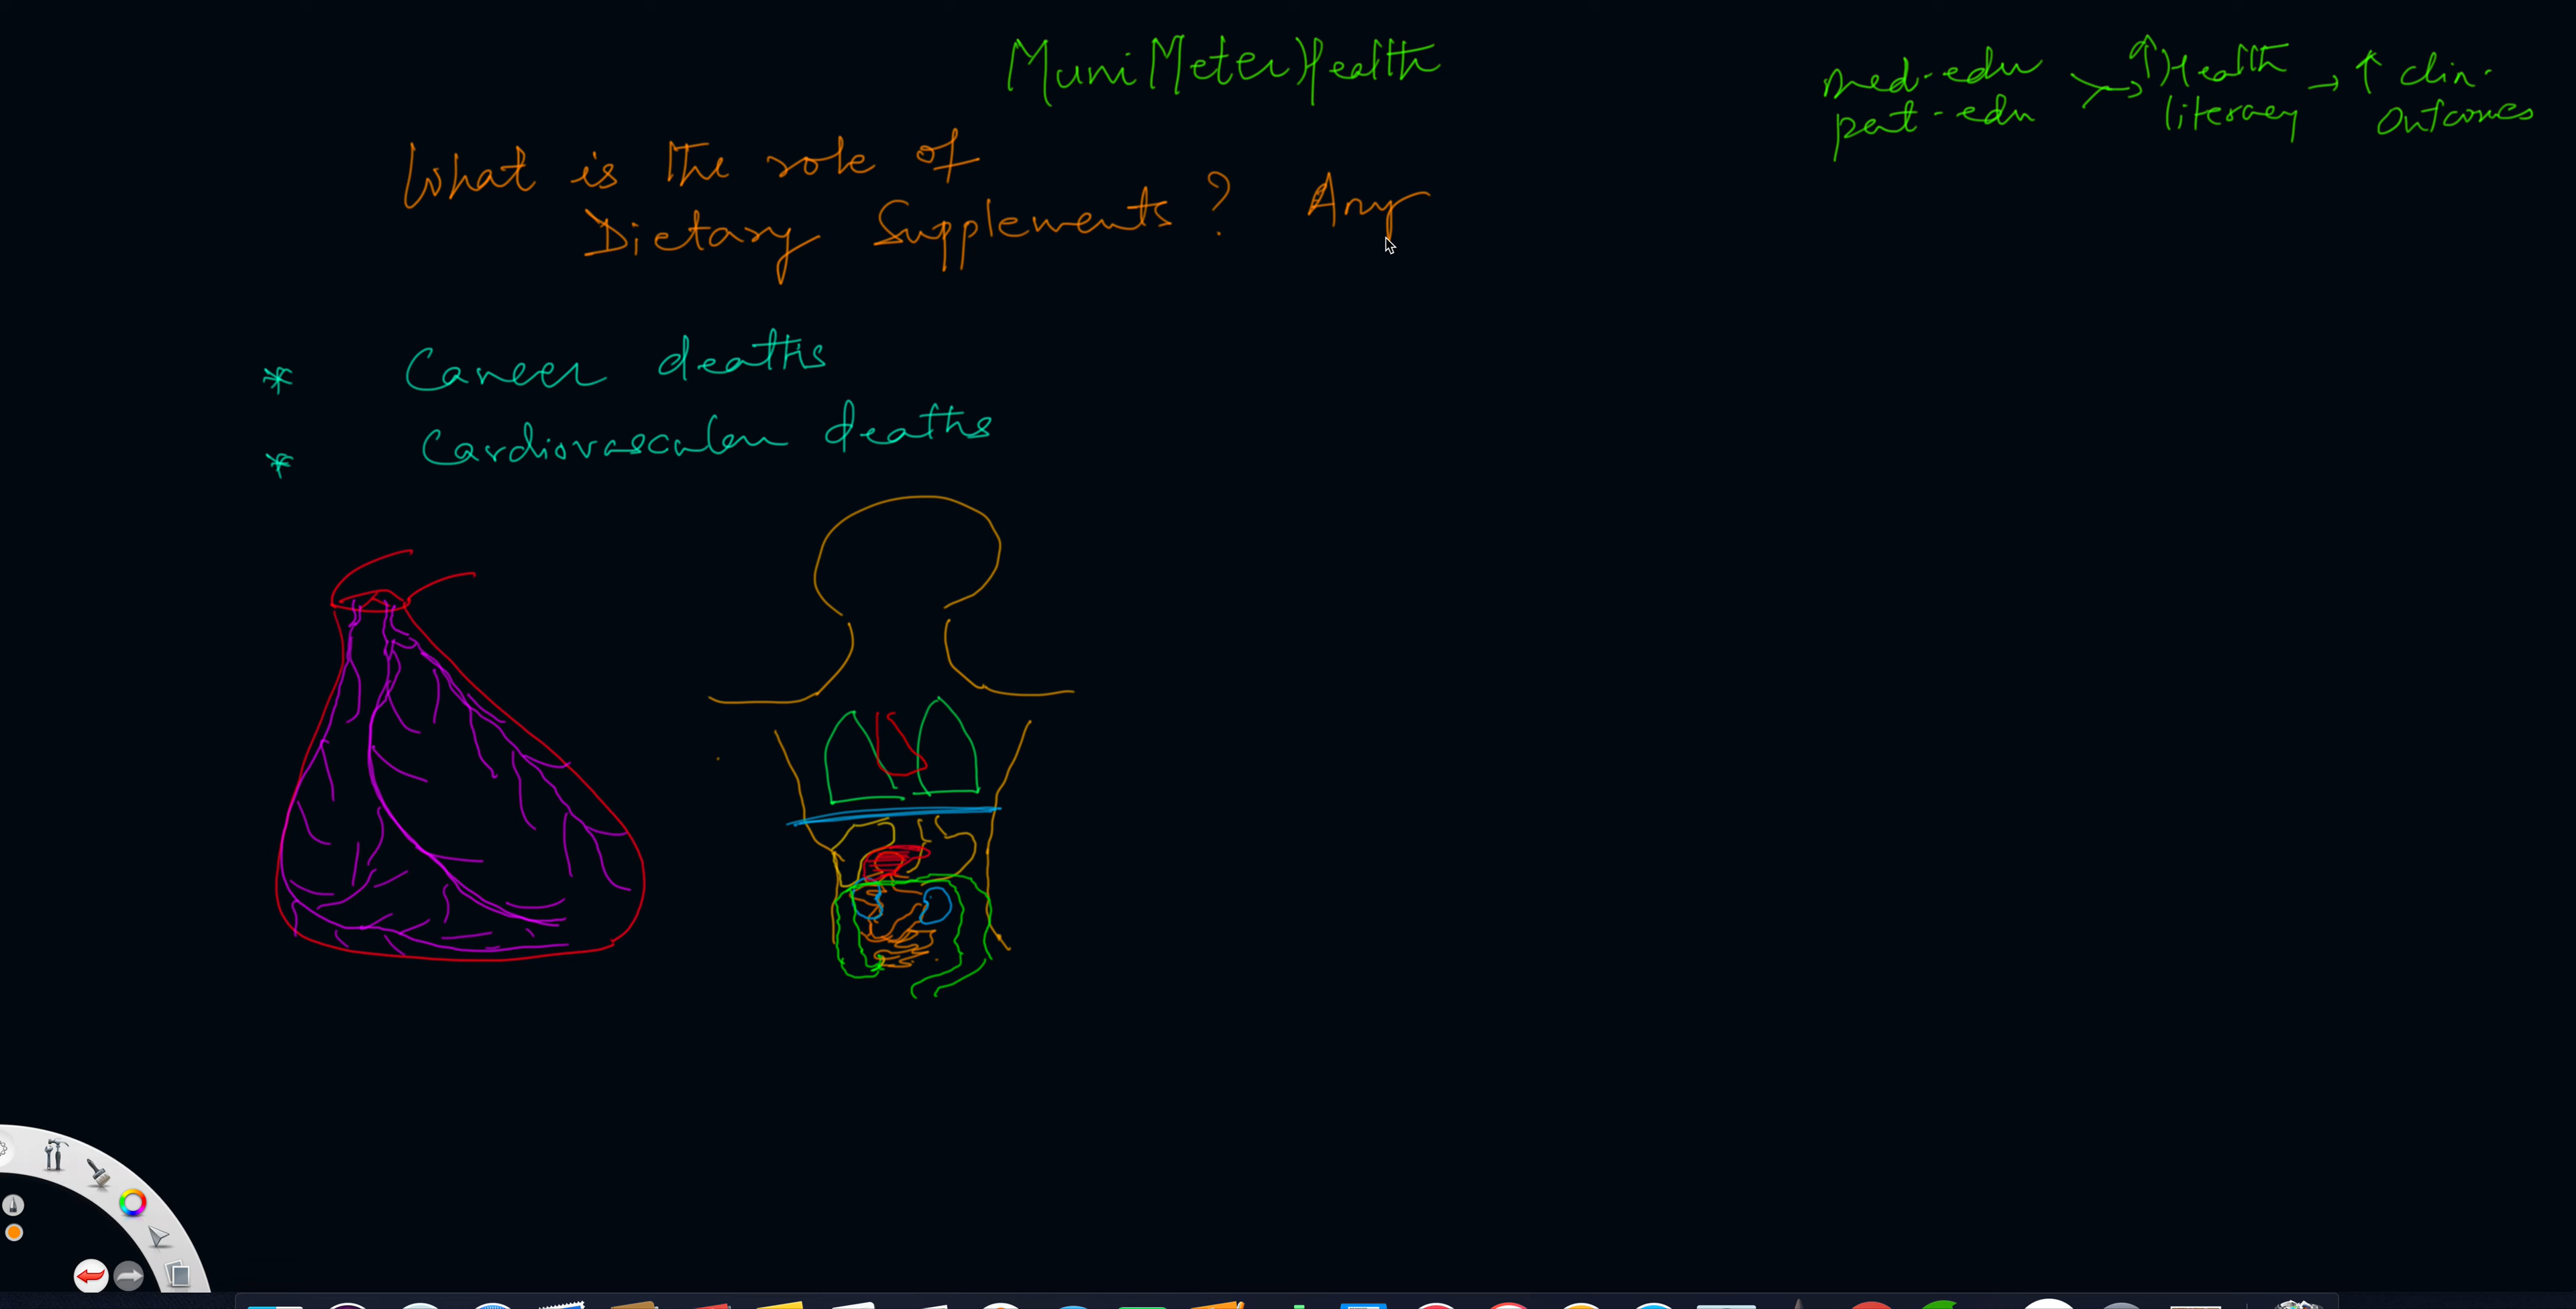 MuniMeterHealth
med-edu
pat-edu → ↑ Health literacy → ↑ clin. outcomes
What is the role of
Dietary Supplements? Any
* Cancer deaths
* Cardiovascular deaths